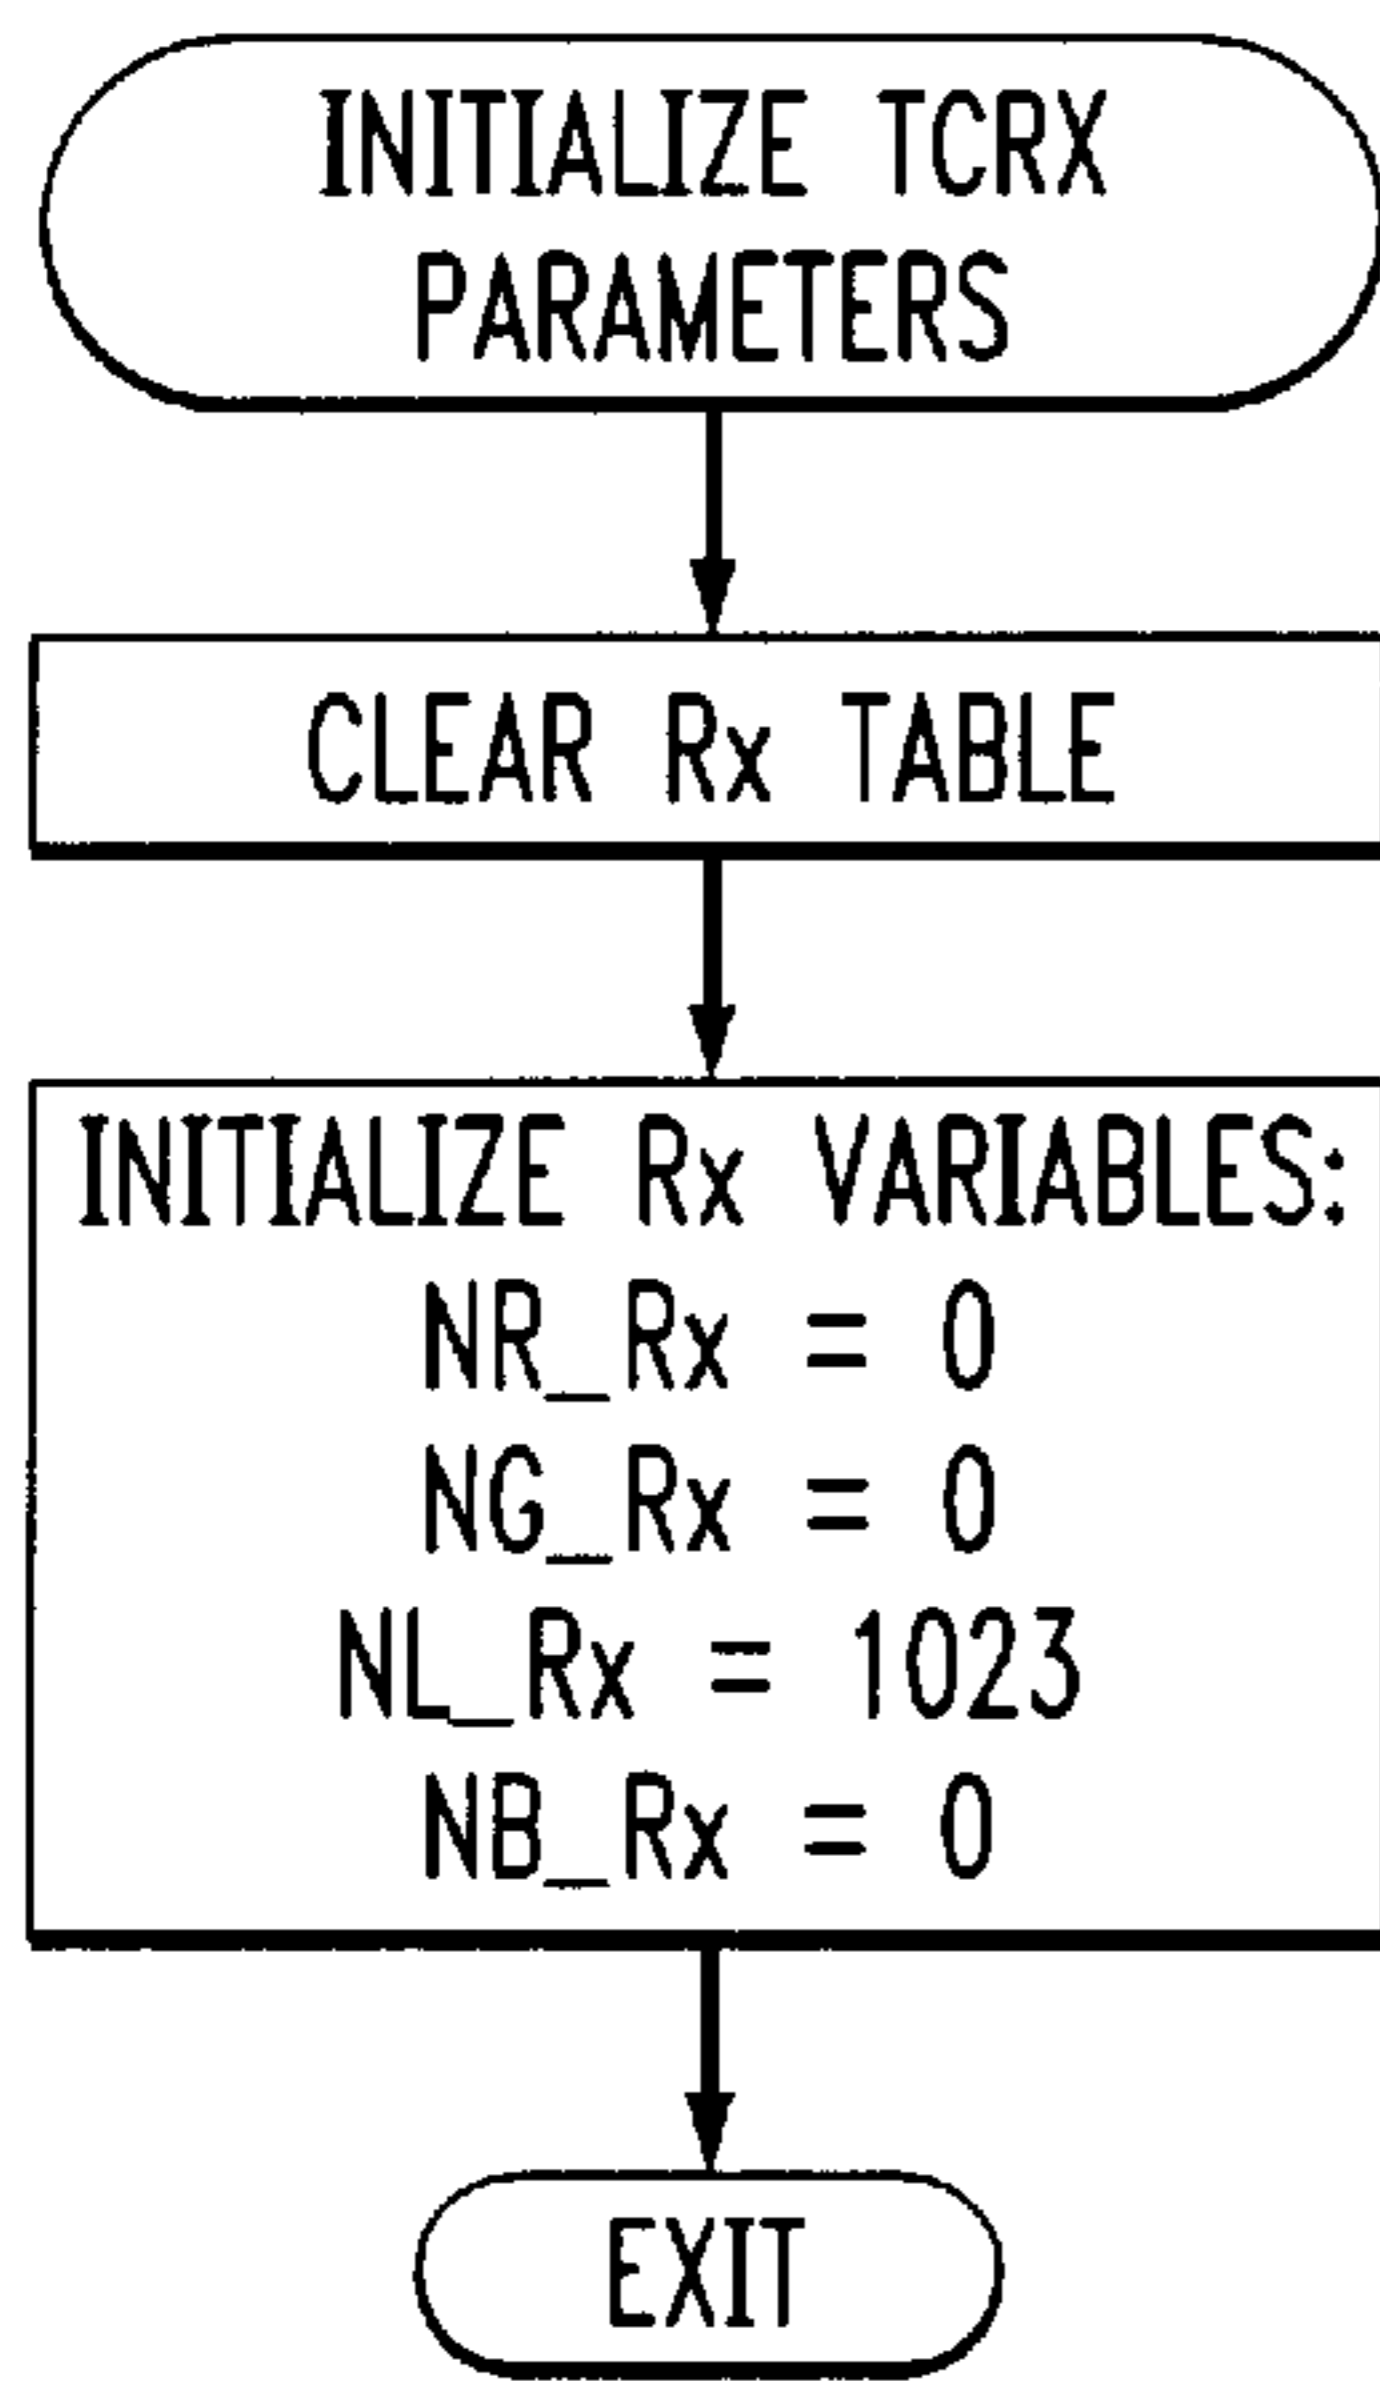 INITIALIZE TCRX
PARAMETERS
CLEAR Rx TABLE
INITIALIZE Rx VARIABLES:
NR_Rx = 0
NG_Rx = 0
NL_Rx = 1023
NB_Rx = 0
EXIT